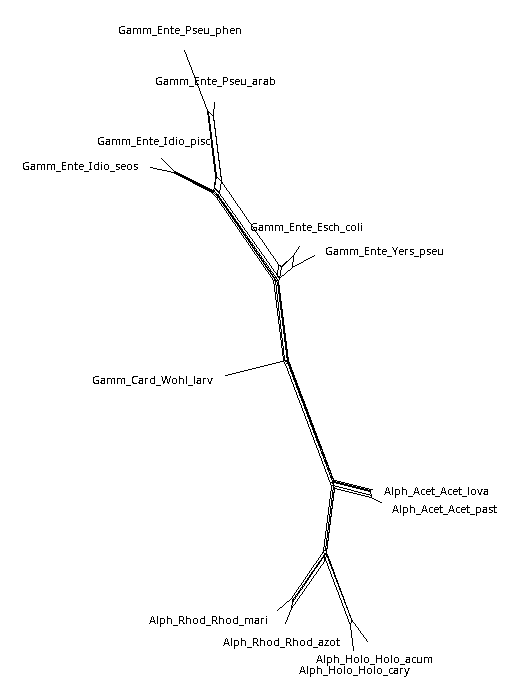 Gamm_Ente_Pseu_phen
Gamm_Ente_Pseu_arab
Gamm_Ente_Idio_pisc
Gamm_Ente_Idio_seos
Gamm_Ente_Esch_coli
Gamm_Ente_Yers_pseu
Gamm_Card_Wohl_larv
Alph_Acet_Acet_lova
Alph_Acet_Acet_past
Alph_Rhod_Rhod_mari
Alph_Rhod_Rhod_azot
Alph_Holo_Holo_acum
Alph_Holo_Holo_cary